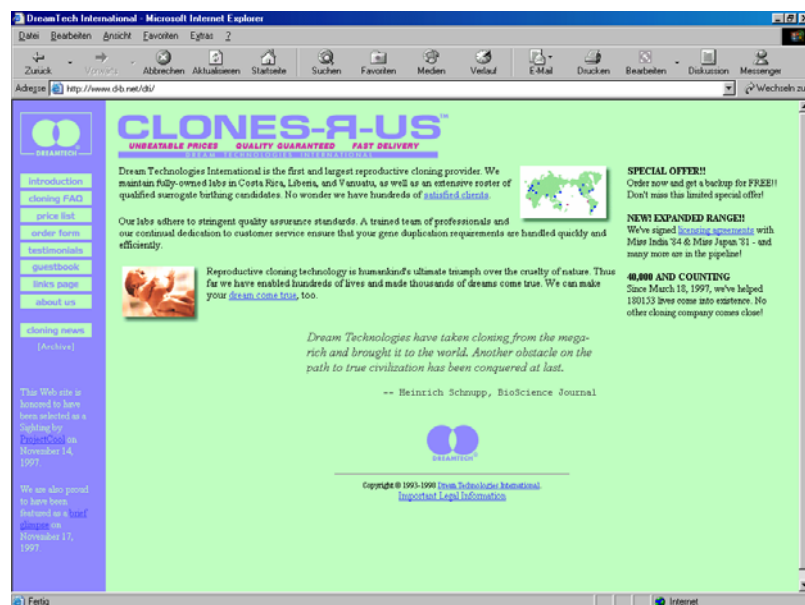 DreamTech International - Microsoft Internet Explorer
Datei Bearbeiten Ansicht Favoriten Extras ?
Zurück Vorwärts Abbrechen Aktualisieren Startseite Suchen Favoriten Medien Verlauf E-Mail Drucken Bearbeiten Diskussion Messenger
Adresse http://www.d-b.net/dti/ Wechseln zu
DREAMTECH
introduction
cloning FAQ
price list
order form
testimonials
guestbook
links page
about us
cloning news
[Archive]
This Web site is
honored to have
been selected as a
Sighting by
ProjectCool on
November 14,
1997.
We are also proud
to have been
featured as a brief
glimpse on
November 17,
1997.
CLONES-Я-US™
UNBEATABLE PRICES QUALITY GUARANTEED FAST DELIVERY
DREAM TECHNOLOGIES INTERNATIONAL
Dream Technologies International is the first and largest reproductive cloning provider. We
maintain fully-owned labs in Costa Rica, Liberia, and Vanuatu, as well as an extensive roster of
qualified surrogate birthing candidates. No wonder we have hundreds of satisfied clients.
Our labs adhere to stringent quality assurance standards. A trained team of professionals and
our continual dedication to customer service ensure that your gene duplication requirements are handled quickly and
efficiently.
Reproductive cloning technology is humankind's ultimate triumph over the cruelty of nature. Thus
far we have enabled hundreds of lives and made thousands of dreams come true. We can make
your dream come true, too.
Dream Technologies have taken cloning from the mega-
rich and brought it to the world. Another obstacle on the
path to true civilization has been conquered at last.
-- Heinrich Schnupp, BioScience Journal
DREAMTECH
Copyright © 1993-1998 Dream Technologies International.
Important Legal Information
SPECIAL OFFER!!
Order now and get a backup for FREE!!
Don't miss this limited special offer!
NEW! EXPANDED RANGE!!
We've signed licensing agreements with
Miss India '84 & Miss Japan '81 - and
many more are in the pipeline!
40,000 AND COUNTING
Since March 18, 1997, we've helped
180153 lives come into existence. No
other cloning company comes close!
Fertig Internet